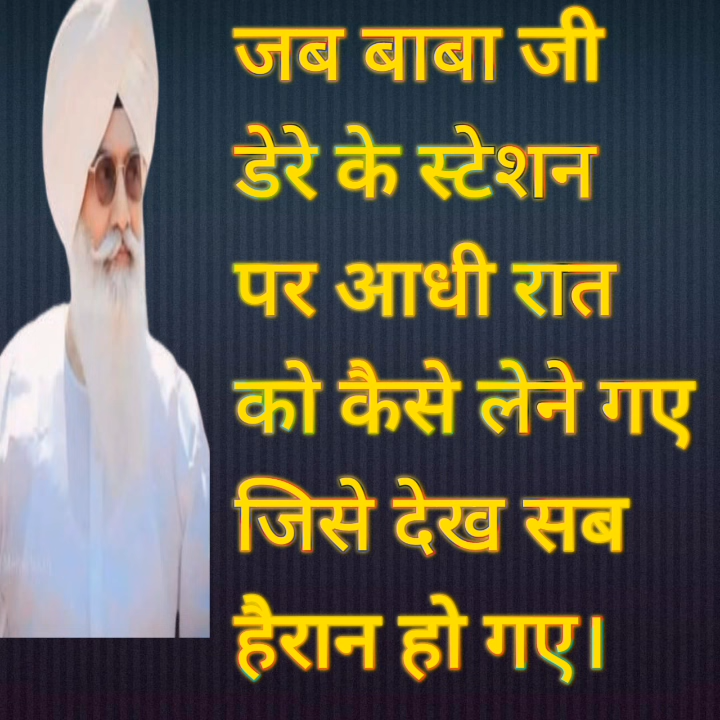 जब बाबा जी
डेरे के स्टेशन
पर आधी रात
को कैसे लेने गए
जिसे देख सब
हैरान हो गए।